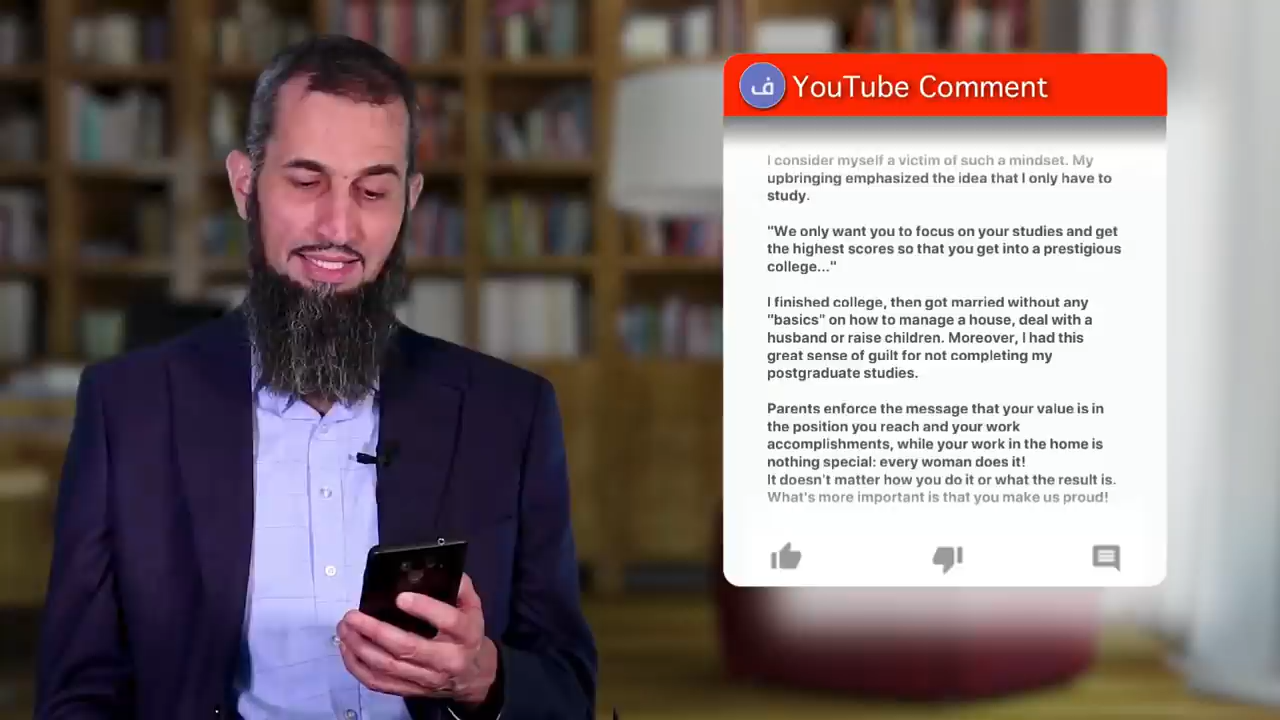 ف YouTube Comment
I consider myself a victim of such a mindset. My
upbringing emphasized the idea that I only have to
study.
"We only want you to focus on your studies and get
the highest scores so that you get into a prestigious
college..."
I finished college, then got married without any
"basics" on how to manage a house, deal with a
husband or raise children. Moreover, I had this
great sense of guilt for not completing my
postgraduate studies.
Parents enforce the message that your value is in
the position you reach and your work
accomplishments, while your work in the home is
nothing special: every woman does it!
It doesn't matter how you do it or what the result is.
What's more important is that you make us proud!